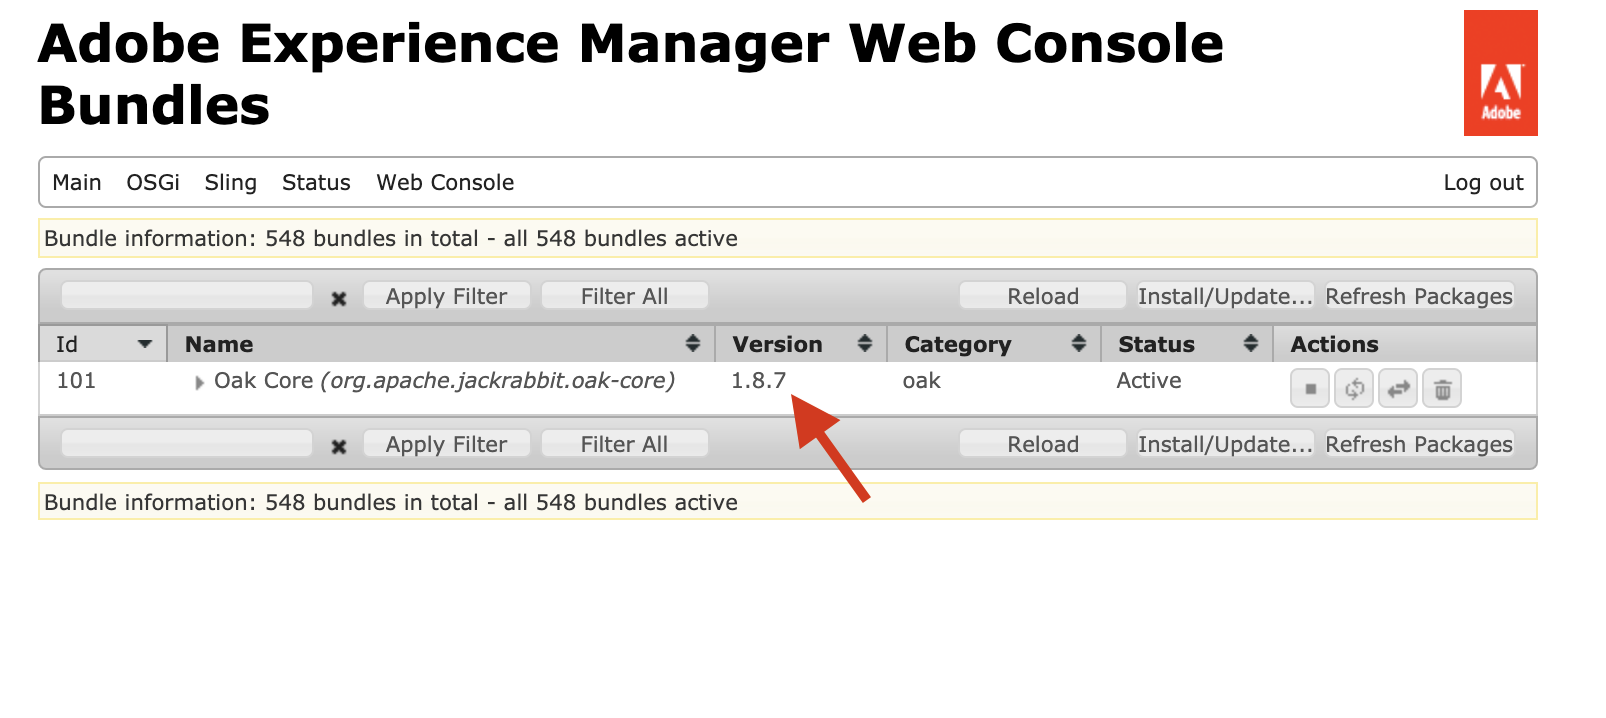 Adobe Experience Manager Web Console
Bundles
Adobe
Main OSGi Sling Status Web Console Log out
Bundle information: 548 bundles in total - all 548 bundles active
Apply Filter Filter All Reload Install/Update... Refresh Packages
Id Name Version Category Status Actions
101 Oak Core (org.apache.jackrabbit.oak-core) 1.8.7 oak Active
Apply Filter Filter All Reload Install/Update... Refresh Packages
Bundle information: 548 bundles in total - all 548 bundles active